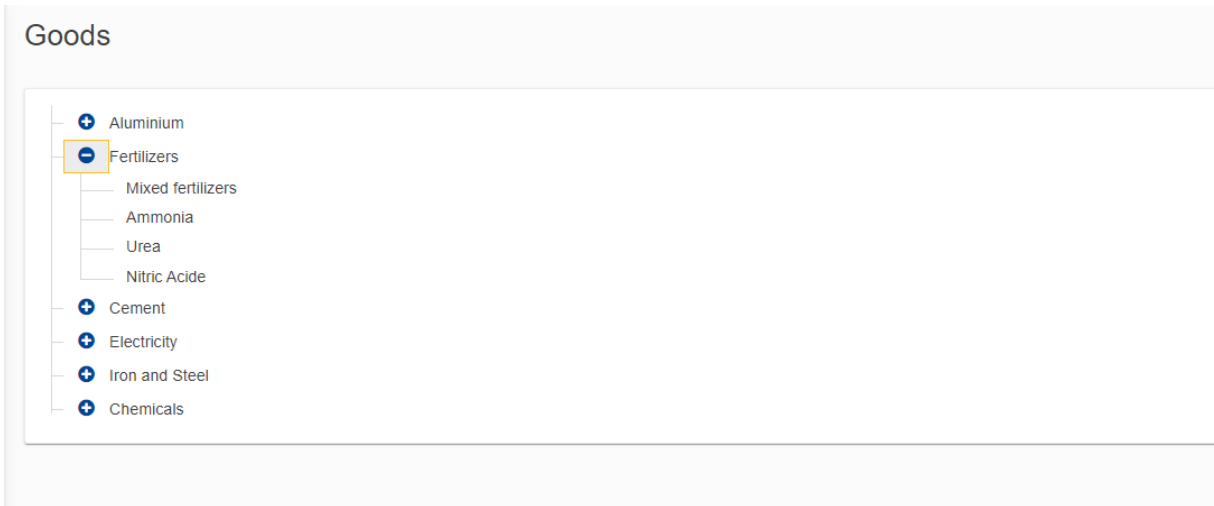 Goods
Aluminium
Fertilizers
Mixed fertilizers
Ammonia
Urea
Nitric Acide
Cement
Electricity
Iron and Steel
Chemicals